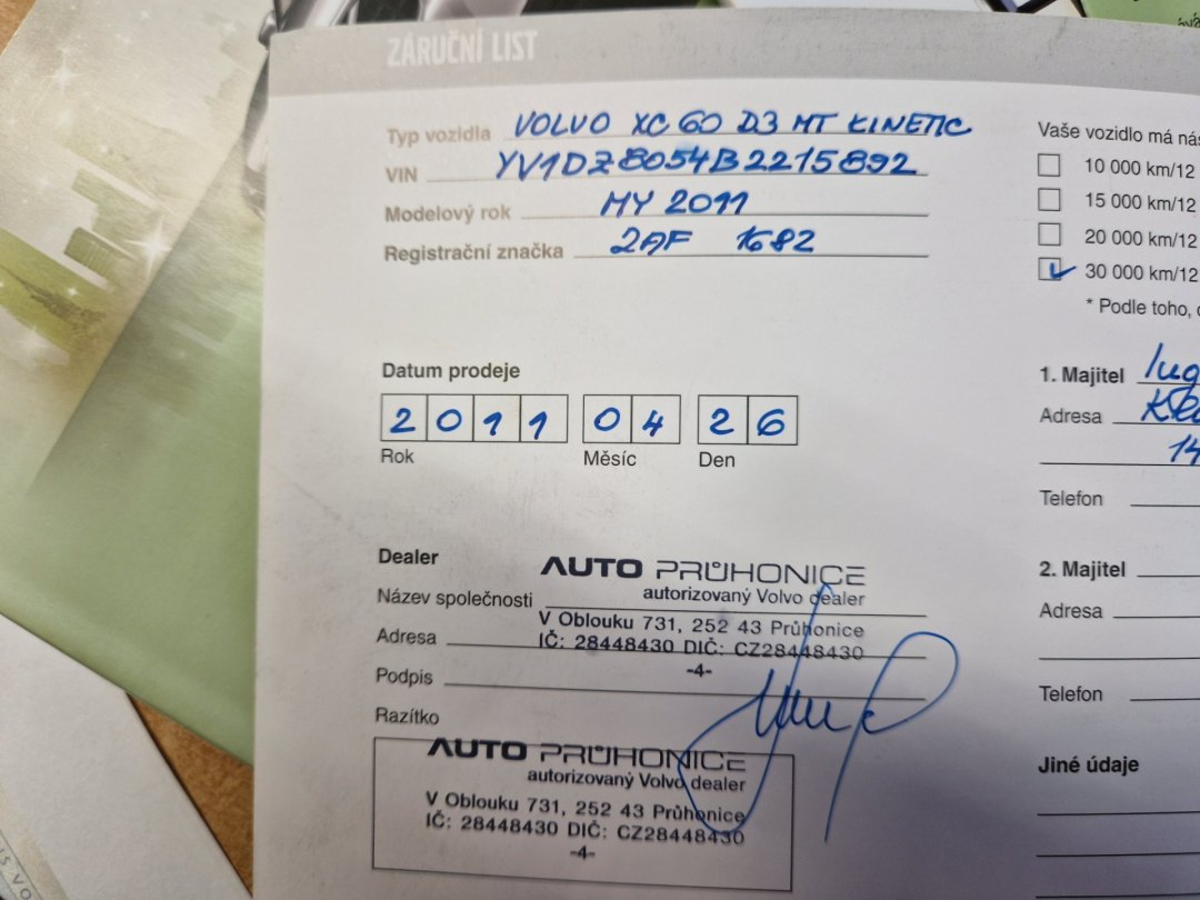 ZÁRUČNÍ LIST
Typ vozidla VOLVO XC 60 D3 MT KINETIC
VIN YV1DZ8054B2215892
Modelový rok MY 2011
Registrační značka 2AF 1682
Datum prodeje
2011 04 26
Rok Měsíc Den
Dealer
AUTO PRŮHONICE
autorizovaný Volvo dealer
Název společnosti
V Oblouku 731, 252 43 Průhonice
Adresa
IČ: 28448430 DIČ: CZ28448430
-4-
Podpis
Razítko
AUTO PRŮHONICE
autorizovaný Volvo dealer
V Oblouku 731, 252 43 Průhonice
IČ: 28448430 DIČ: CZ28448430
-4-
Vaše vozidlo má
10 000 km/12
15 000 km/12
20 000 km/12
30 000 km/12
* Podle toho,
1. Majitel
Adresa
14
Telefon
2. Majitel
Adresa
Telefon
Jiné údaje